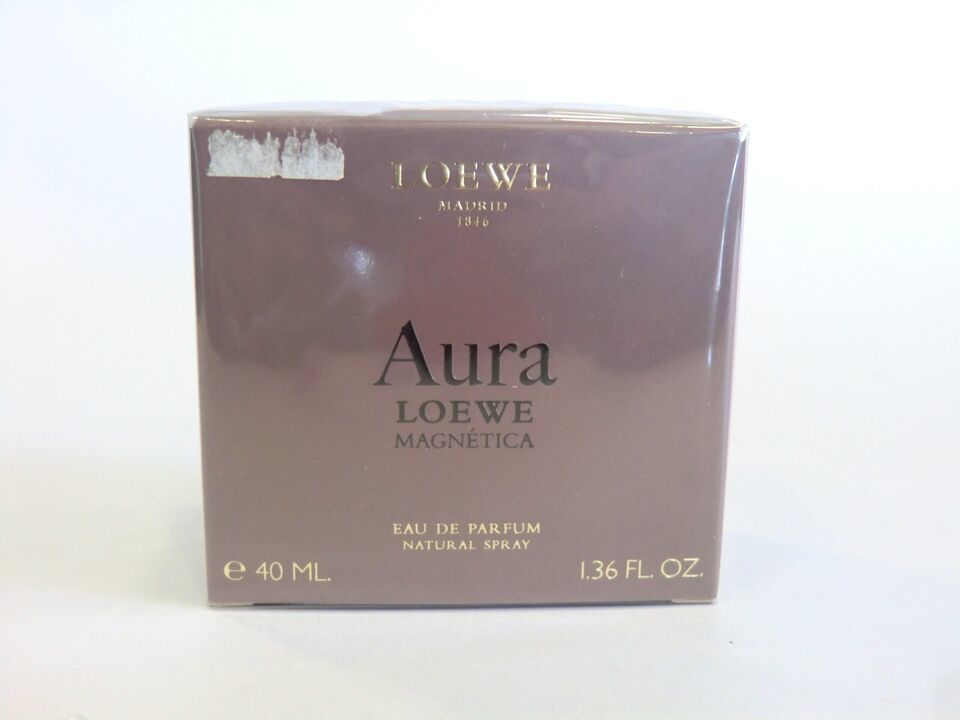 LOEWE
MADRID
1846
Aura
LOEWE
MAGNÉTICA
EAU DE PARFUM
NATURAL SPRAY
℮ 40 ML.
1.36 FL. OZ.